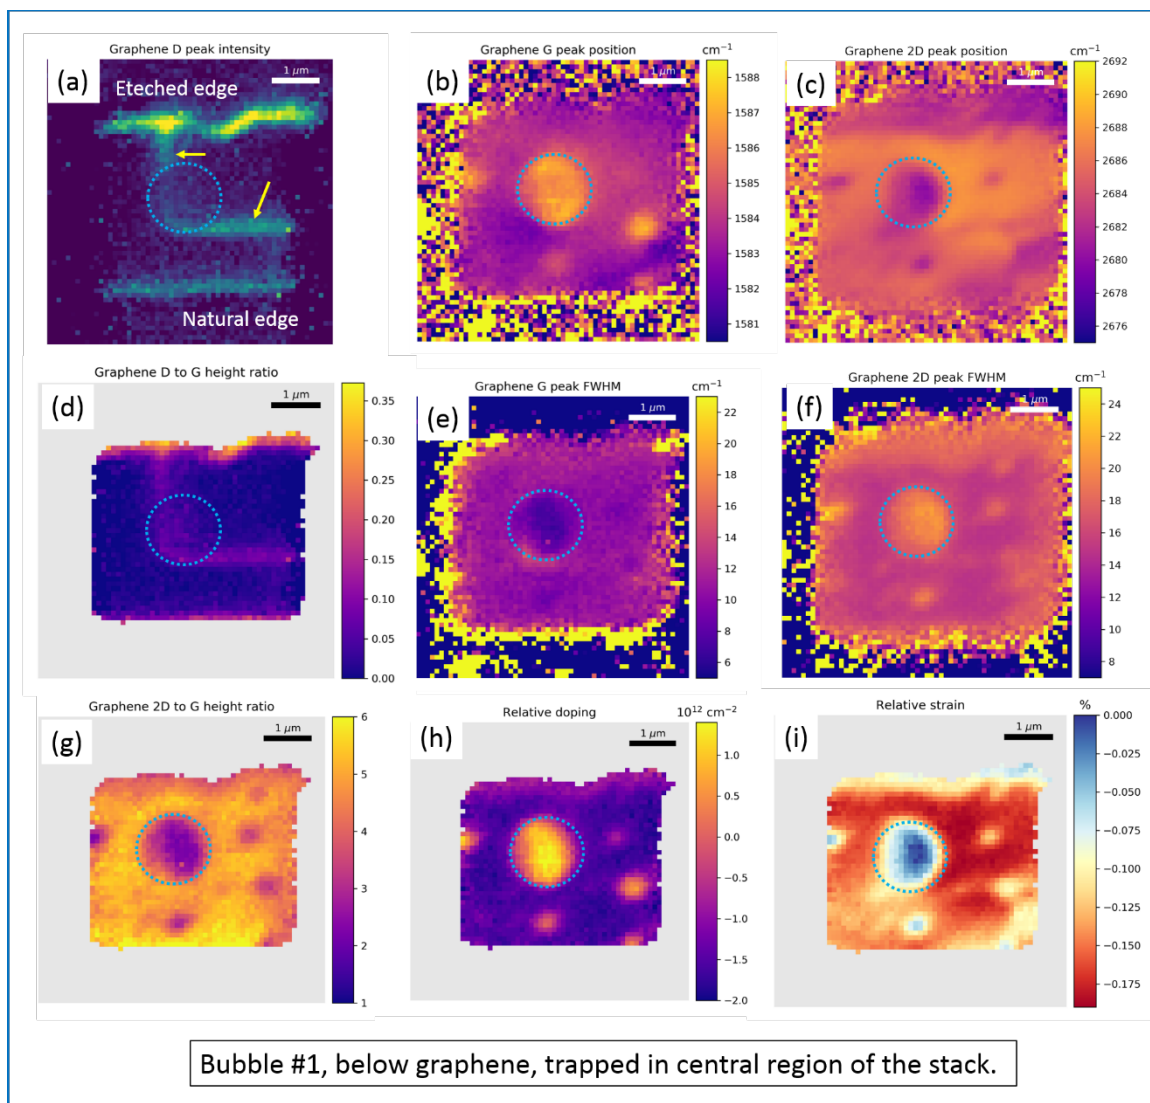 Graphene D peak intensity
(a)
1 μm
Eteched edge
Natural edge
Graphene G peak position
cm⁻¹
(b)
1 μm
1588
1587
1586
1585
1584
1583
1582
1581
Graphene 2D peak position
cm⁻¹
(c)
1 μm
2692
2690
2688
2686
2684
2682
2680
2678
2676
Graphene D to G height ratio
(d)
1 μm
0.35
0.30
0.25
0.20
0.15
0.10
0.05
0.00
Graphene G peak FWHM
cm⁻¹
(e)
1 μm
22
20
18
16
14
12
10
8
6
Graphene 2D peak FWHM
cm⁻¹
(f)
1 μm
24
22
20
18
16
14
12
10
8
Graphene 2D to G height ratio
(g)
1 μm
6
5
4
3
2
1
Relative doping
10¹² cm⁻²
(h)
1 μm
1.0
0.5
0.0
−0.5
−1.0
−1.5
−2.0
Relative strain
%
(i)
1 μm
0.000
−0.025
−0.050
−0.075
−0.100
−0.125
−0.150
−0.175
Bubble #1, below graphene, trapped in central region of the stack.